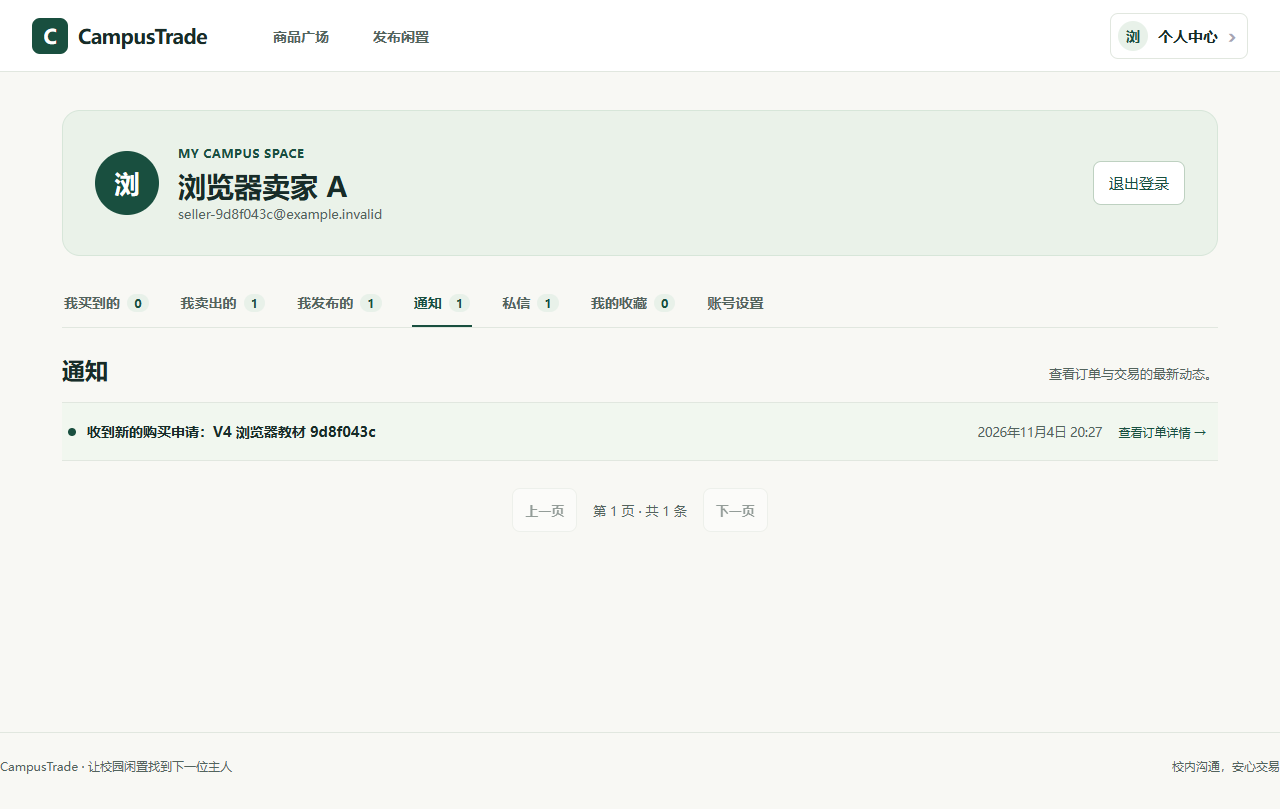 C CampusTrade 商品广场 发布闲置 浏 个人中心 ›
浏 MY CAMPUS SPACE
浏览器卖家 A
seller-9d8f043c@example.invalid
退出登录
我买到的 0 我卖出的 1 我发布的 1 通知 1 私信 1 我的收藏 0 账号设置
通知 查看订单与交易的最新动态。
收到新的购买申请：V4 浏览器教材 9d8f043c 2026年11月4日 20:27 查看订单详情 →
上一页 第 1 页 · 共 1 条 下一页
CampusTrade · 让校园闲置找到下一位主人 校内沟通，安心交易